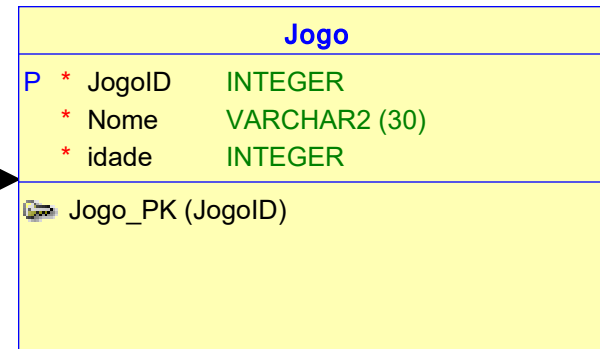 Jogo
P * JogoID INTEGER
* Nome VARCHAR2 (30)
* idade INTEGER
Jogo_PK (JogoID)